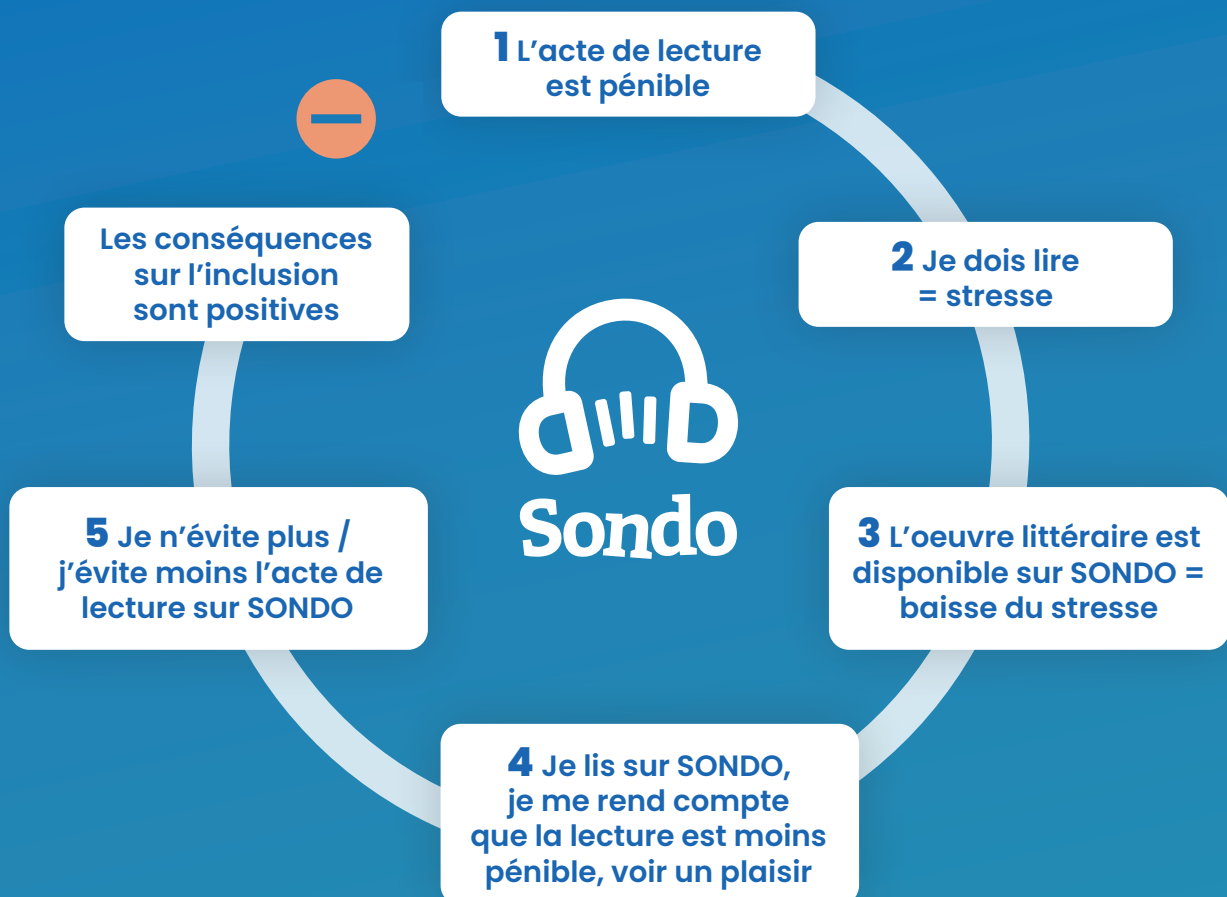 1 L'acte de lecture
est pénible
2 Je dois lire
= stresse
3 L'oeuvre littéraire est
disponible sur SONDO =
baisse du stresse
4 Je lis sur SONDO,
je me rend compte
que la lecture est moins
pénible, voir un plaisir
5 Je n'évite plus /
j'évite moins l'acte de
lecture sur SONDO
Les conséquences
sur l'inclusion
sont positives
Sondo